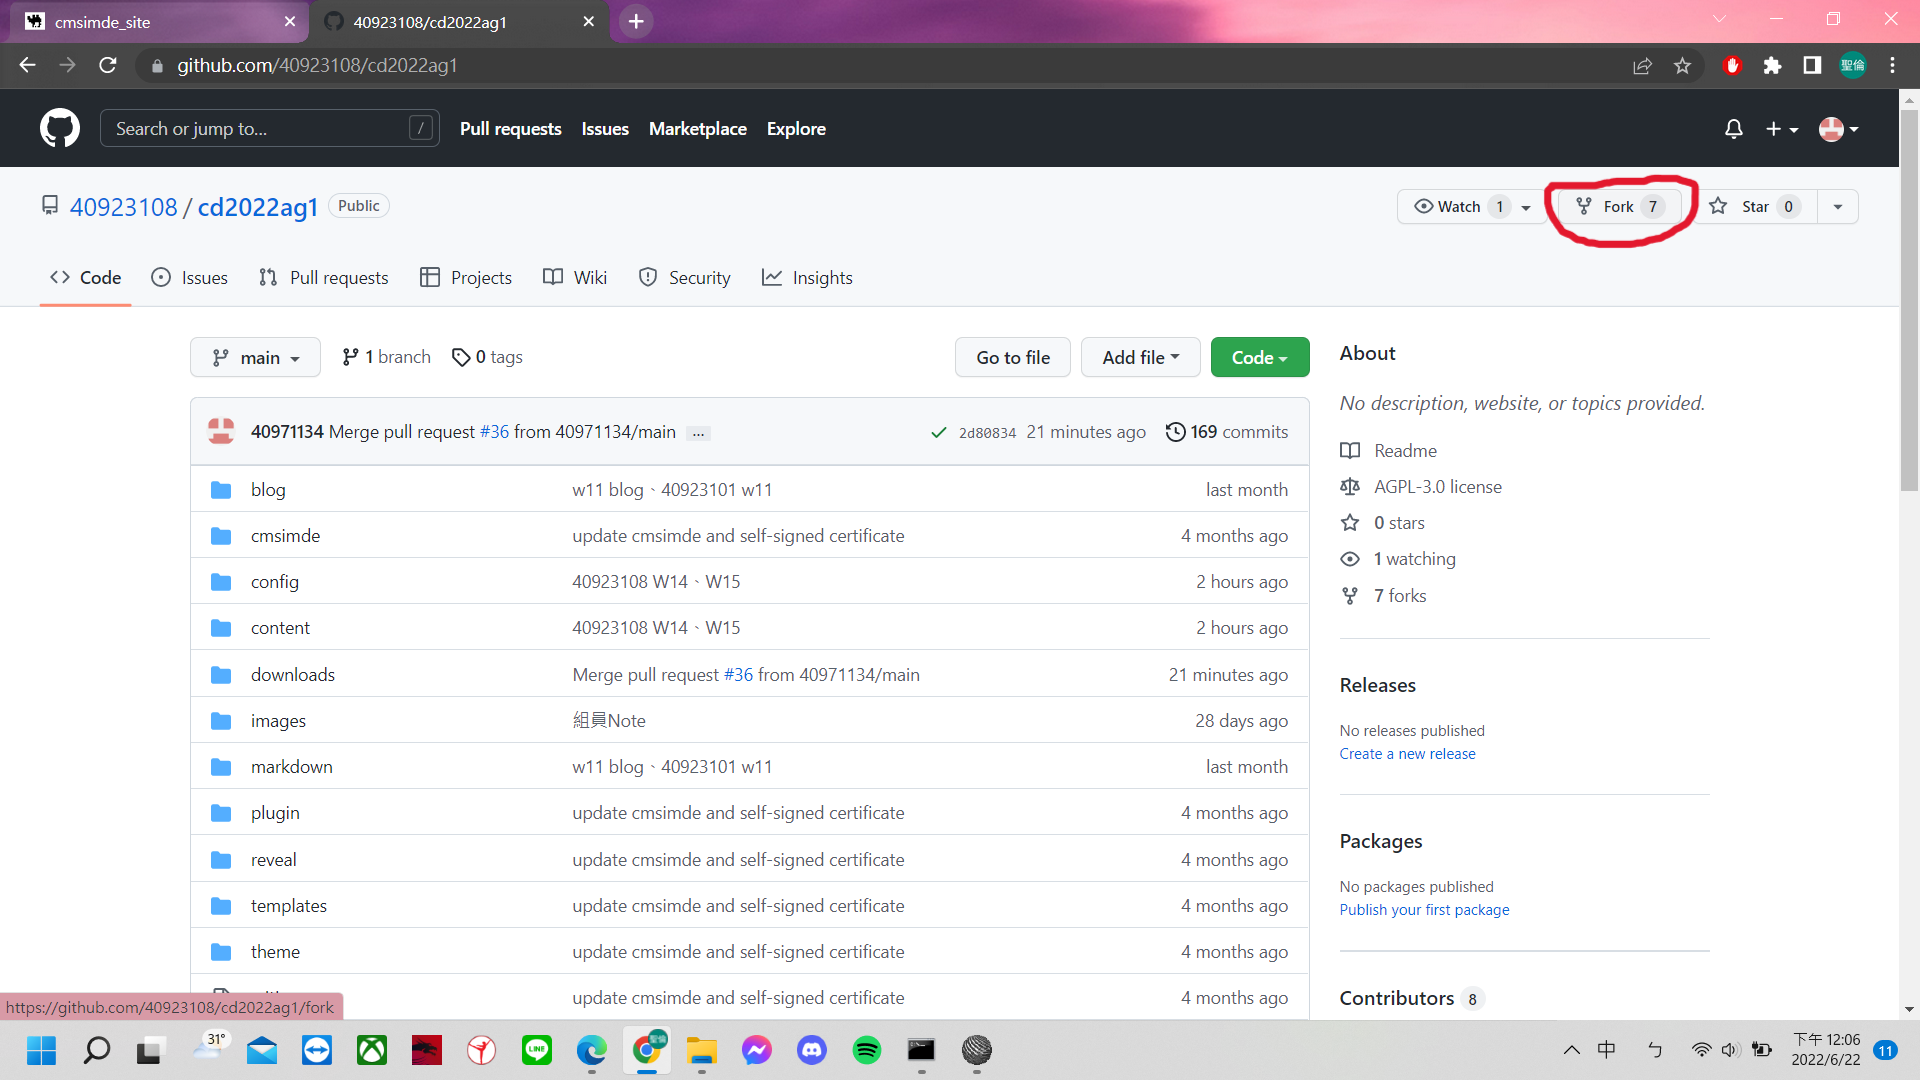 cmsimde_site
40923108/cd2022ag1
github.com/40923108/cd2022ag1
聖倫
Search or jump to...
/
Pull requests
Issues
Marketplace
Explore
40923108 / cd2022ag1
Public
Watch 1
Fork 7
Star 0
Code
Issues
Pull requests
Projects
Wiki
Security
Insights
main
1 branch
0 tags
Go to file
Add file
Code
About
No description, website, or topics provided.
40971134 Merge pull request #36 from 40971134/main ...
2d80834 21 minutes ago
169 commits
Readme
AGPL-3.0 license
0 stars
1 watching
7 forks
blog w11 blog、40923101 w11 last month
cmsimde update cmsimde and self-signed certificate 4 months ago
config 40923108 W14、W15 2 hours ago
content 40923108 W14、W15 2 hours ago
downloads Merge pull request #36 from 40971134/main 21 minutes ago
images 組員Note 28 days ago
markdown w11 blog、40923101 w11 last month
plugin update cmsimde and self-signed certificate 4 months ago
reveal update cmsimde and self-signed certificate 4 months ago
templates update cmsimde and self-signed certificate 4 months ago
theme update cmsimde and self-signed certificate 4 months ago
update cmsimde and self-signed certificate 4 months ago
Releases
No releases published
Create a new release
Packages
No packages published
Publish your first package
Contributors 8
https://github.com/40923108/cd2022ag1/fork
31°
聖倫
LINE
中
ㄅ
下午 12:06
2022/6/22
11